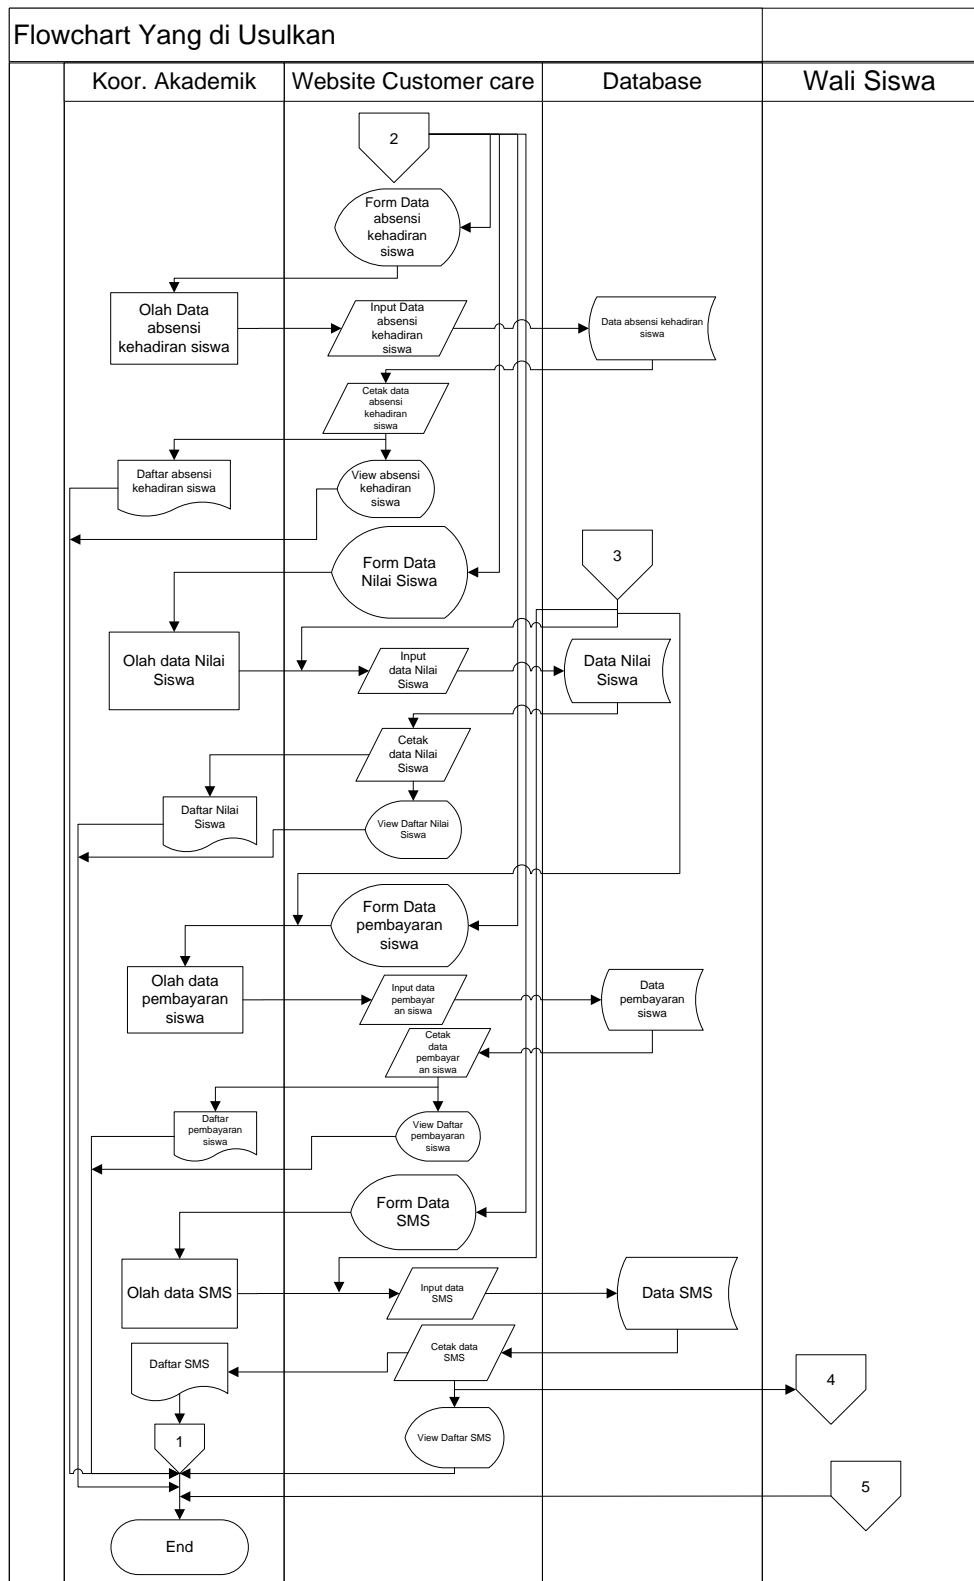 Flowchart Yang di Usulkan
Koor. Akademik
Website Customer care
Database
Wali Siswa
2
Form Data
absensi
kehadiran
siswa
Olah Data
absensi
kehadiran siswa
Input Data
absensi
kehadiran
siswa
Data absensi kehadiran
siswa
Cetak data
absensi
kehadiran
siswa
Daftar absensi
kehadiran siswa
View absensi
kehadiran
siswa
3
Form Data
Nilai Siswa
Olah data Nilai
Siswa
Input
data Nilai
Siswa
Data Nilai
Siswa
Cetak
data Nilai
Siswa
Daftar Nilai
Siswa
View Daftar Nilai
Siswa
Form Data
pembayaran
siswa
Olah data
pembayaran
siswa
Input data
pembayar
an siswa
Data
pembayaran
siswa
Cetak
data
pembayar
an siswa
Daftar
pembayaran
siswa
View Daftar
pembayaran
siswa
Form Data
SMS
Olah data SMS
Input data
SMS
Data SMS
Cetak data
SMS
Daftar SMS
4
1
View Daftar SMS
5
End